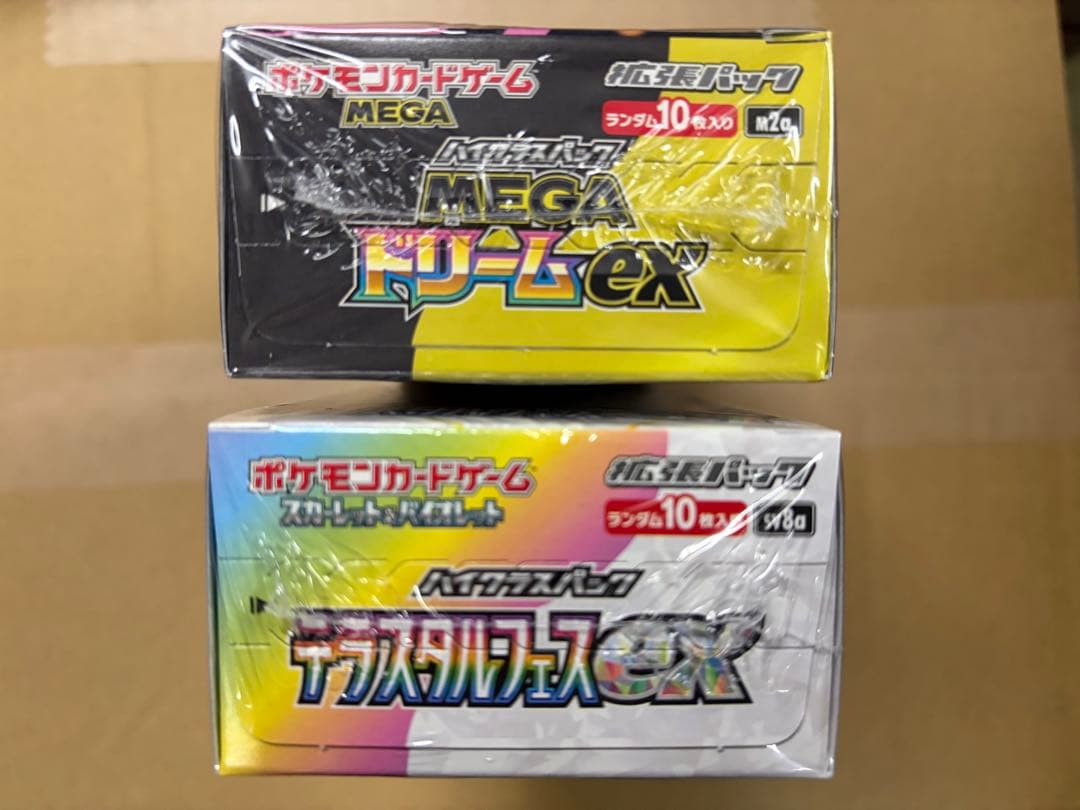 ポケモンカードゲーム
MEGA
拡張パック
ランダム10枚入り
M2a
ハイクラスパック
MEGA
ドリームex
ポケモンカードゲーム
スカーレット&バイオレット
拡張パック
ランダム10枚入り
sv8a
ハイクラスパック
テラスタルフェスex